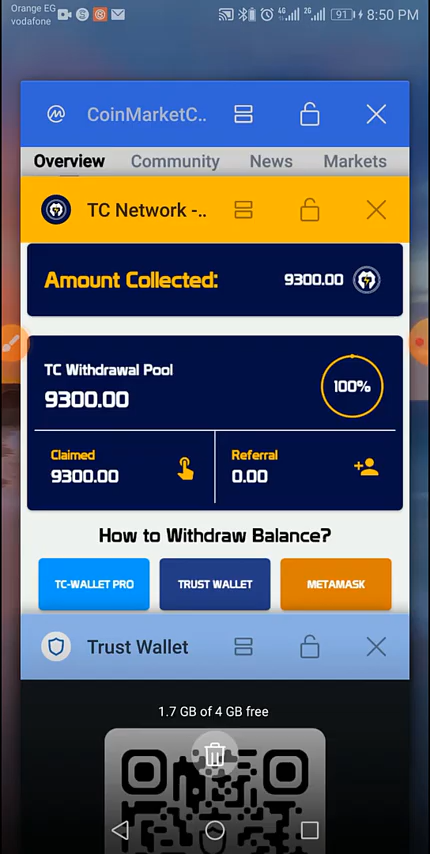 Orange EG
vodafone
4G
2G
91
8:50 PM
CoinMarketC..
Overview
Community
News
Markets
TC Network -..
Amount Collected:
9300.00
TC Withdrawal Pool
9300.00
100%
Claimed
9300.00
Referral
0.00
How to Withdraw Balance?
TC-WALLET PRO
TRUST WALLET
METAMASK
Trust Wallet
1.7 GB of 4 GB free